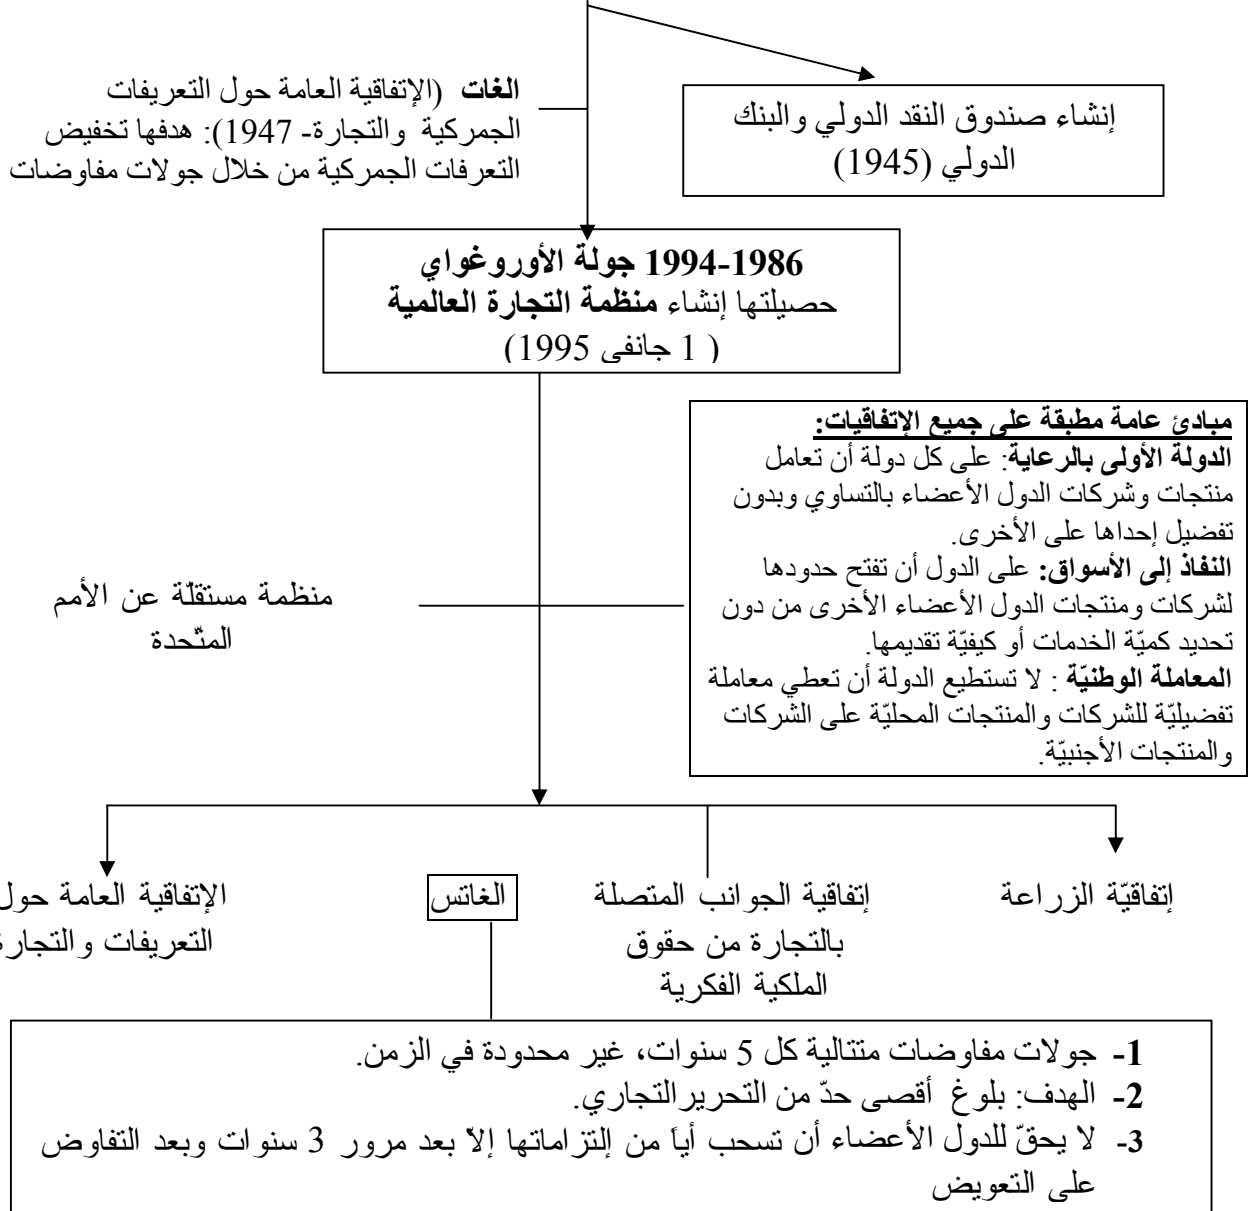 إنشاء صندوق النقد الدولي والبنك
الدولي (1945)
الغات (الإتفاقية العامة حول التعريفات
الجمركية والتجارة- 1947): هدفها تخفيض
التعرفات الجمركية من خلال جولات مفاوضات
1994-1986 جولة الأوروغواي
حصيلتها إنشاء منظمة التجارة العالمية
( 1 جانفي 1995)
مبادئ عامة مطبقة على جميع الإتفاقيات:
الدولة الأولى بالرعاية: على كل دولة أن تعامل
منتجات وشركات الدول الأعضاء بالتساوي وبدون
تفضيل إحداها على الأخرى.
النفاذ إلى الأسواق: على الدول أن تفتح حدودها
لشركات ومنتجات الدول الأعضاء الأخرى من دون
تحديد كميّة الخدمات أو كيفيّة تقديمها.
المعاملة الوطنيّة : لا تستطيع الدولة أن تعطي معاملة
تفضيليّة للشركات والمنتجات المحليّة على الشركات
والمنتجات الأجنبيّة.
منظمة مستقلّة عن الأمم
المتّحدة
إتفاقيّة الزراعة
إتفاقية الجوانب المتصلة
بالتجارة من حقوق
الملكية الفكرية
الغاتس
الإتفاقية العامة حول
التعريفات والتجارة
1- جولات مفاوضات متتالية كل 5 سنوات، غير محدودة في الزمن.
2- الهدف: بلوغ أقصى حدّ من التحرير التجاري.
3- لا يحقّ للدول الأعضاء أن تسحب أياً من إلتزاماتها إلاّ بعد مرور 3 سنوات وبعد التفاوض
على التعويض